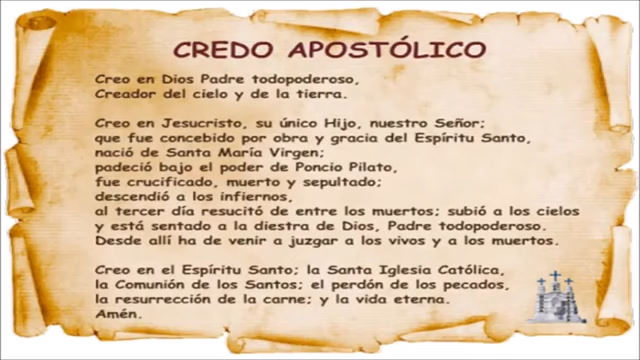 CREDO APOSTÓLICO
Creo en Dios Padre todopoderoso,
Creador del cielo y de la tierra.
Creo en Jesucristo, su único Hijo, nuestro Señor;
que fue concebido por obra y gracia del Espíritu Santo,
nació de Santa María Virgen;
padeció bajo el poder de Poncio Pilato,
fue crucificado, muerto y sepultado;
descendió a los infiernos,
al tercer día resucitó de entre los muertos; subió a los cielos
y está sentado a la diestra de Dios, Padre todopoderoso.
Desde allí ha de venir a juzgar a los vivos y a los muertos.
Creo en el Espíritu Santo; la Santa Iglesia Católica,
la Comunión de los Santos; el perdón de los pecados,
la resurrección de la carne; y la vida eterna.
Amén.